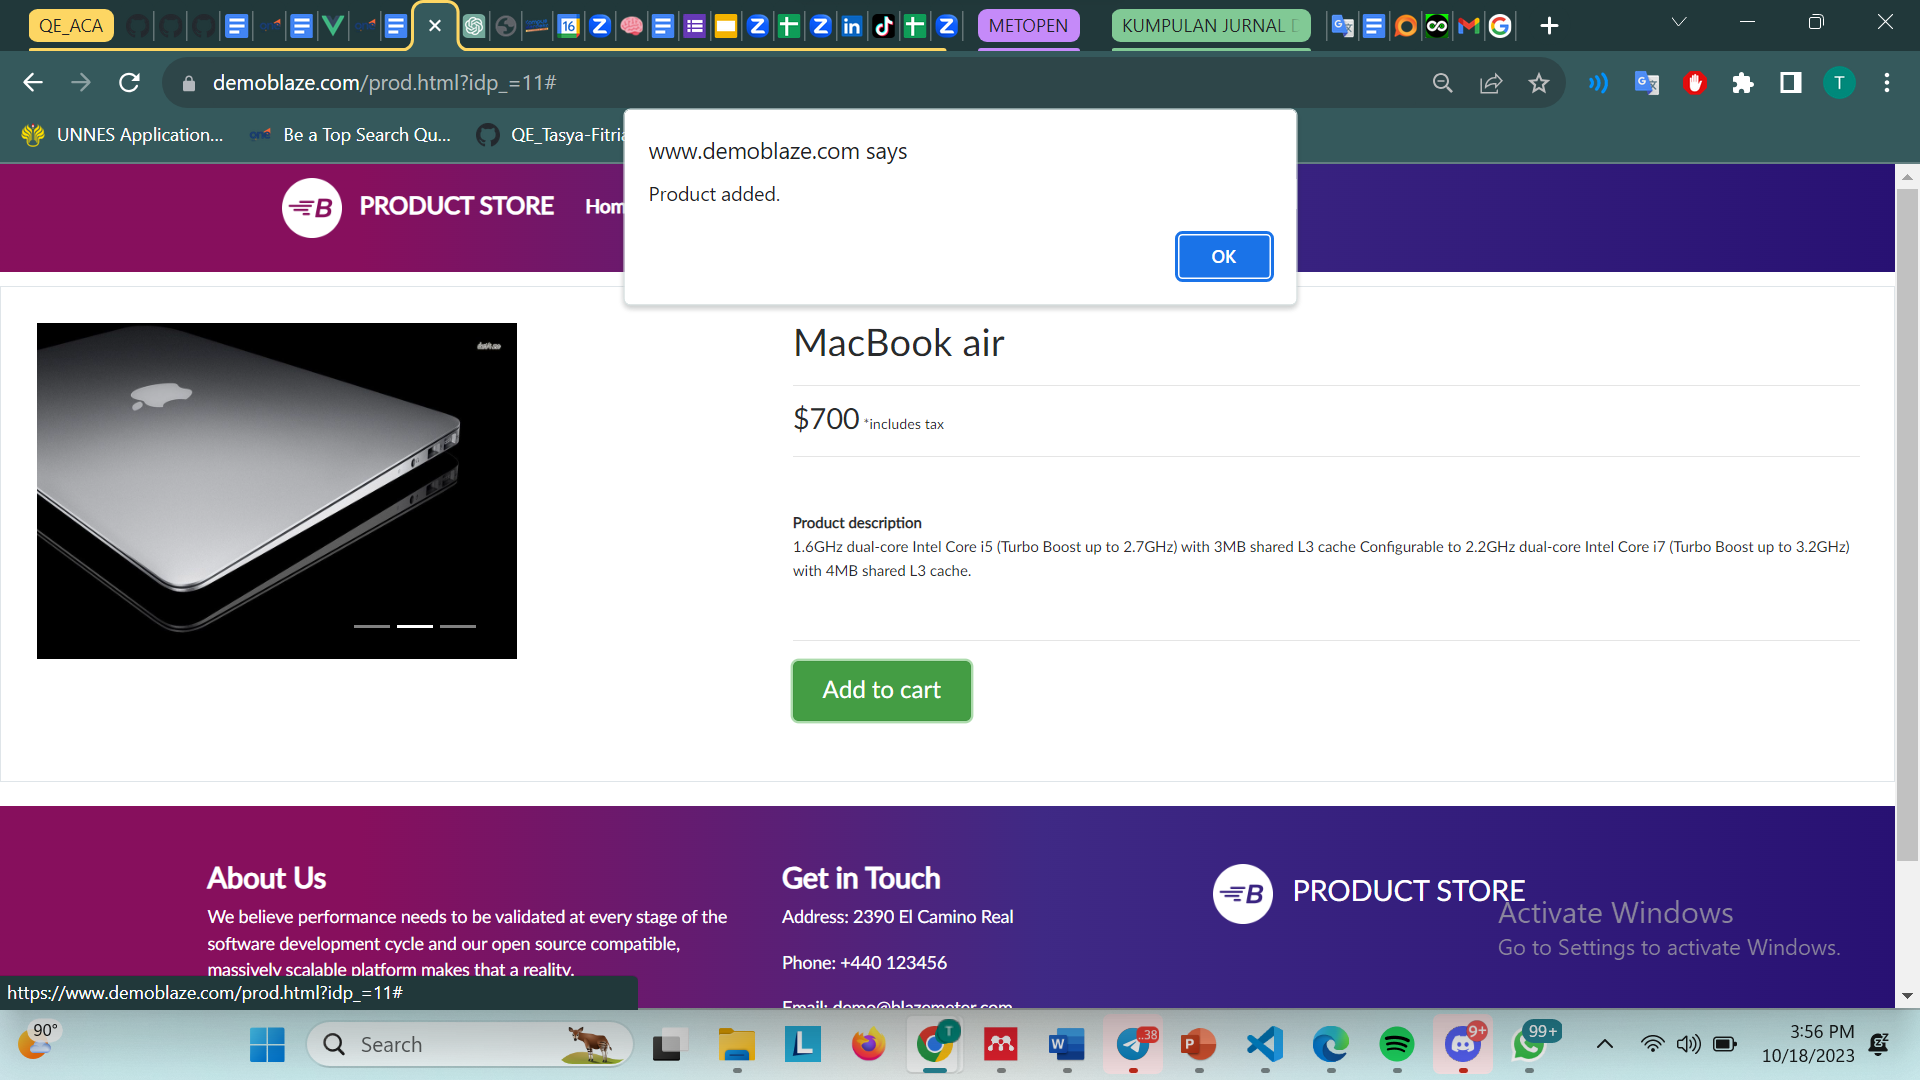 QE_ACA
METOPEN
KUMPULAN JURNAL
demoblaze.com/prod.html?idp_=11#
T
UNNES Application...
Be a Top Search Qu...
QE_Tasya-Fitria
www.demoblaze.com says
Product added.
OK
PRODUCT STORE
Hom
MacBook air
$700 *includes tax
Product description
1.6GHz dual-core Intel Core i5 (Turbo Boost up to 2.7GHz) with 3MB shared L3 cache Configurable to 2.2GHz dual-core Intel Core i7 (Turbo Boost up to 3.2GHz)
with 4MB shared L3 cache.
Add to cart
About Us
We believe performance needs to be validated at every stage of the
software development cycle and our open source compatible,
massively scalable platform makes that a reality.
Get in Touch
Address: 2390 El Camino Real
Phone: +440 123456
Email: demo@blazemeter.com
PRODUCT STORE
Activate Windows
Go to Settings to activate Windows.
https://www.demoblaze.com/prod.html?idp_=11#
90°
Search
T
38
9+
99+
3:56 PM
10/18/2023